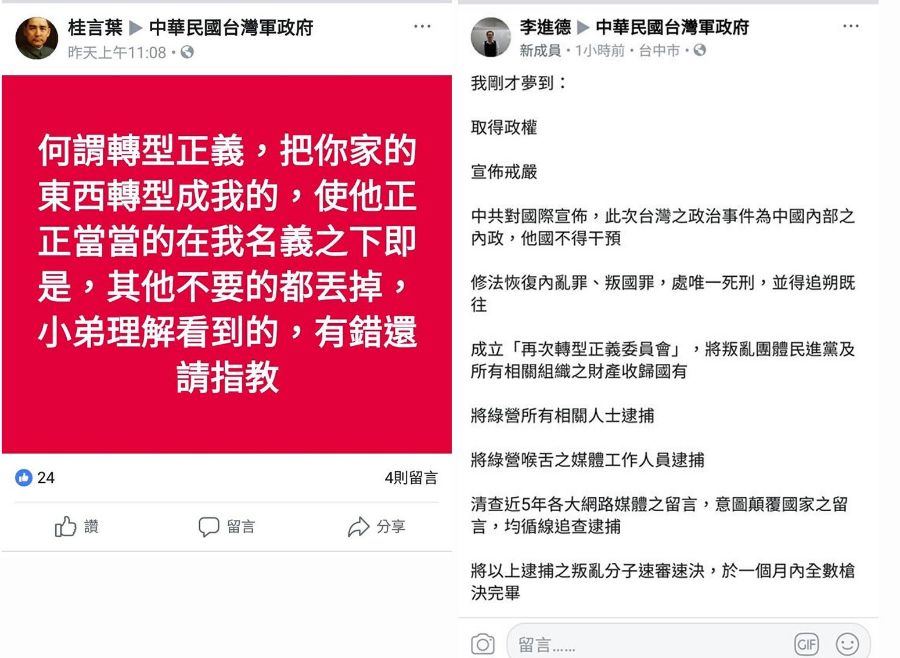 桂言葉 ▶ 中華民國台灣軍政府
昨天上午11:08 ·
何謂轉型正義，把你家的
東西轉型成我的，使他正
正當當的在我名義之下即
是，其他不要的都丟掉，
小弟理解看到的，有錯還
請指教
24
4則留言
讚
留言
分享
李進德 ▶ 中華民國台灣軍政府
新成員 · 1小時前 · 台中市 ·
我剛才夢到：
取得政權
宣佈戒嚴
中共對國際宣佈，此次台灣之政治事件為中國內部之
內政，他國不得干預
修法恢復內亂罪、叛國罪，處唯一死刑，並得追朔既
往
成立「再次轉型正義委員會」，將叛亂團體民進黨及
所有相關組織之財產收歸國有
將綠營所有相關人士逮捕
將綠營喉舌之媒體工作人員逮捕
清查近5年各大網路媒體之留言，意圖顛覆國家之留
言，均循線追查逮捕
將以上逮捕之叛亂分子速審速決，於一個月內全數槍
決完畢
留言……
GIF